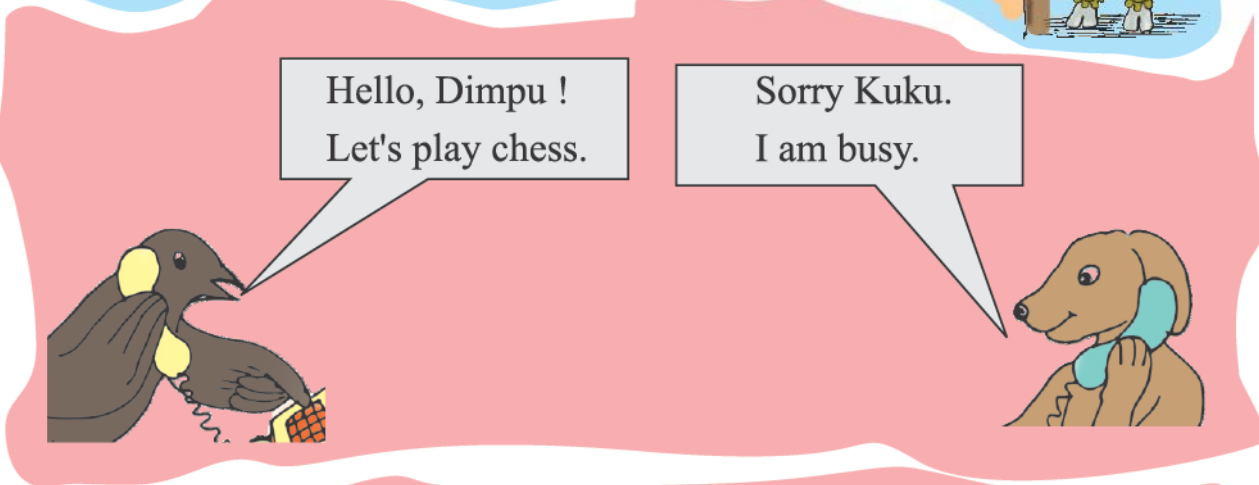 Hello, Dimpu !
Let's play chess.
Sorry Kuku.
I am busy.